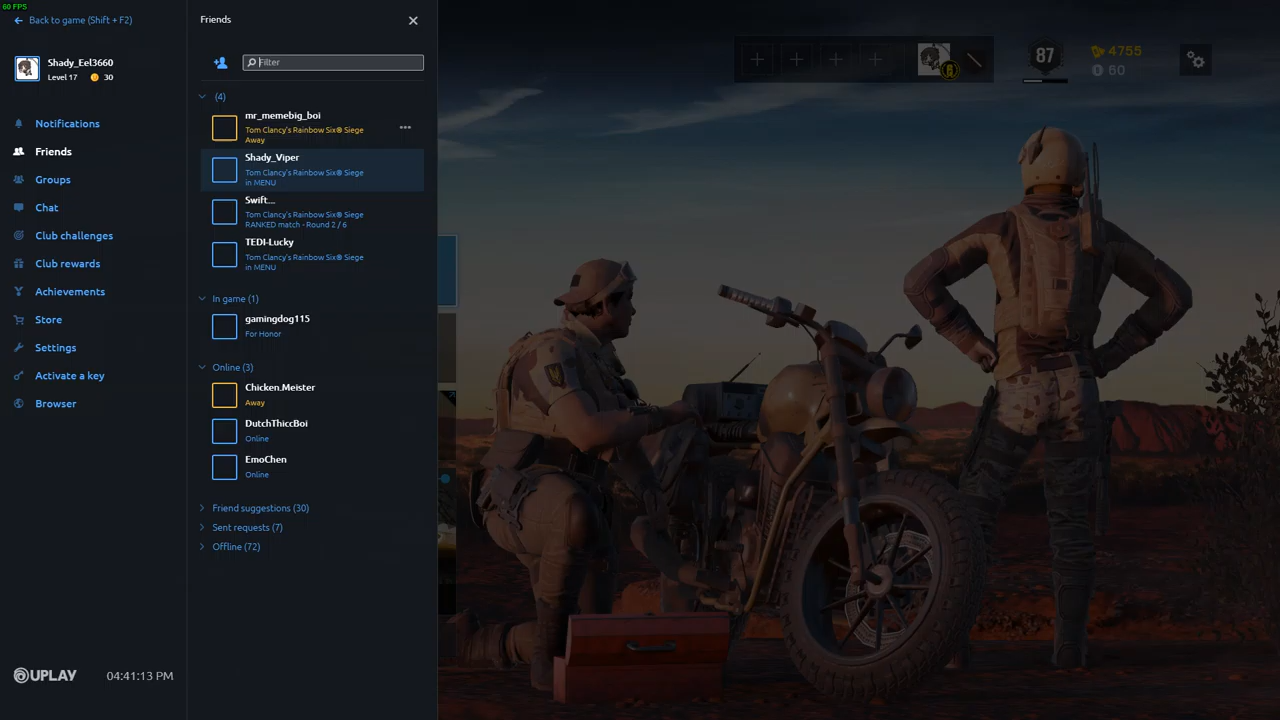 60 FPS
Back to game (Shift + F2)
Shady_Eel3660
Level 17
30
Notifications
Friends
Groups
Chat
Club challenges
Club rewards
Achievements
Store
Settings
Activate a key
Browser
UPLAY
04:41:13 PM
Friends
Filter
(4)
mr_memebig_boi
Tom Clancy's Rainbow Six® Siege
Away
Shady_Viper
Tom Clancy's Rainbow Six® Siege
in MENU
Swift....
Tom Clancy's Rainbow Six® Siege
RANKED match - Round 2 / 6
TEDI-Lucky
Tom Clancy's Rainbow Six® Siege
in MENU
In game (1)
gamingdog115
For Honor
Online (3)
Chicken.Meister
Away
DutchThiccBoi
Online
EmoChen
Online
Friend suggestions (30)
Sent requests (7)
Offline (72)
87
4755
60